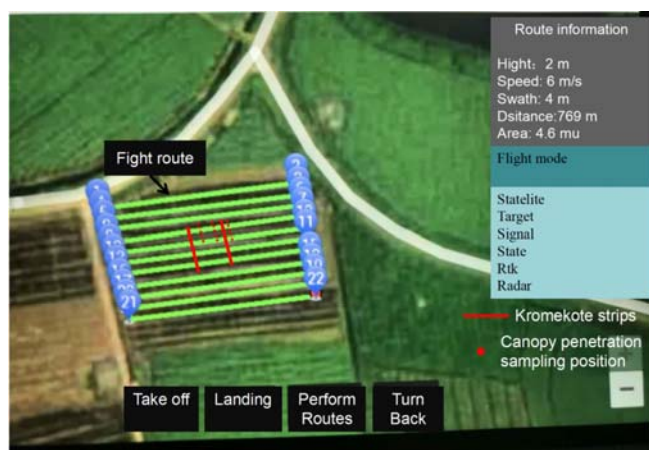 Route information
Hight: 2 m
Speed: 6 m/s
Swath: 4 m
Dsitance:769 m
Area: 4.6 mu
Flight mode
Statelite
Target
Signal
State
Rtk
Radar
Fight route
2
11
22
21
Kromekote strips
Canopy penetration
sampling position
Take off
Landing
Perform
Routes
Turn
Back